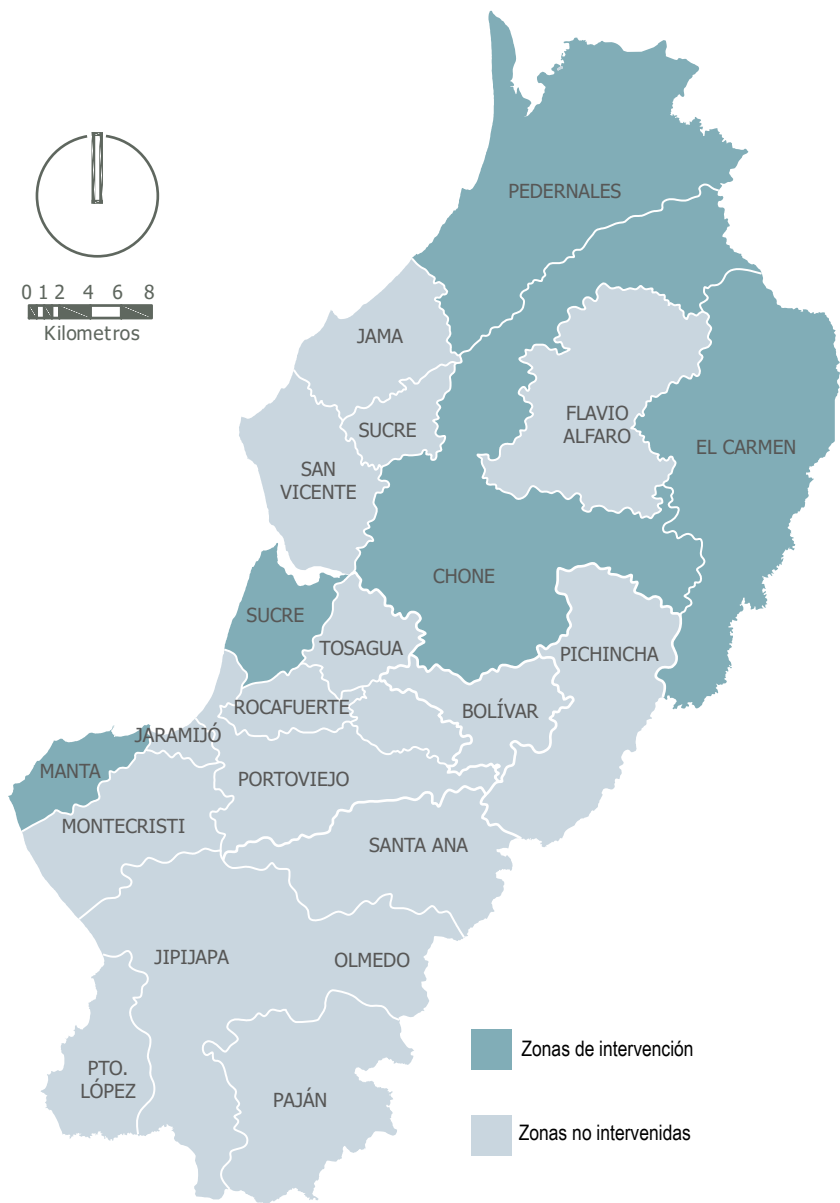 PEDERNALES
0 1 2 4 6 8
Kilometros
JAMA
SUCRE
FLAVIO
ALFARO
EL CARMEN
SAN
VICENTE
CHONE
SUCRE
TOSAGUA
PICHINCHA
ROCAFUERTE
BOLÍVAR
JARAMIJÓ
MANTA
PORTOVIEJO
MONTECRISTI
SANTA ANA
JIPIJAPA
OLMEDO
Zonas de intervención
PTO.
LÓPEZ
PAJÁN
Zonas no intervenidas